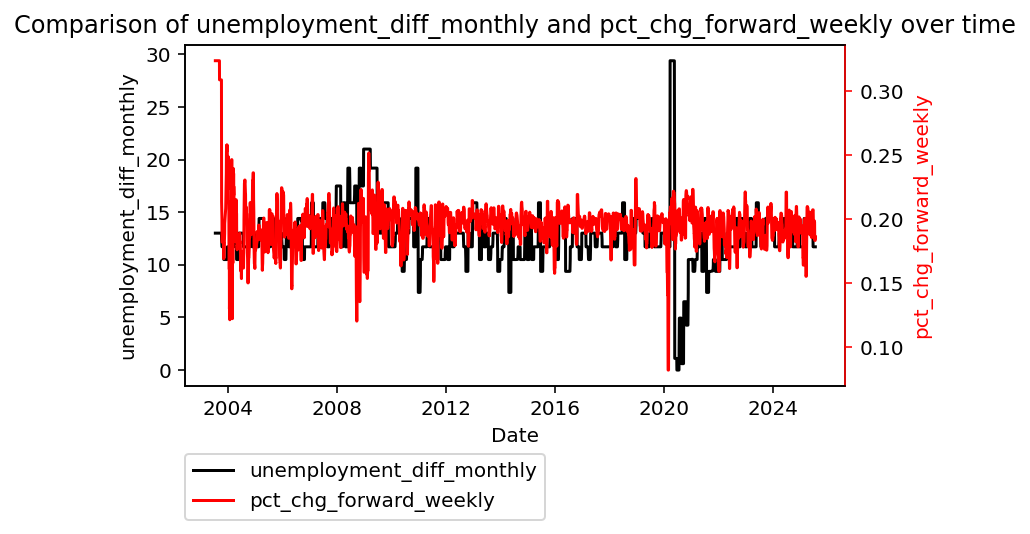 Comparison of unemployment_diff_monthly and pct_chg_forward_weekly over time
unemployment_diff_monthly
30
25
20
15
10
5
0
0.30
0.25
0.20
0.15
0.10
pct_chg_forward_weekly
2004 2008 2012 2016 2020 2024
Date
unemployment_diff_monthly
pct_chg_forward_weekly